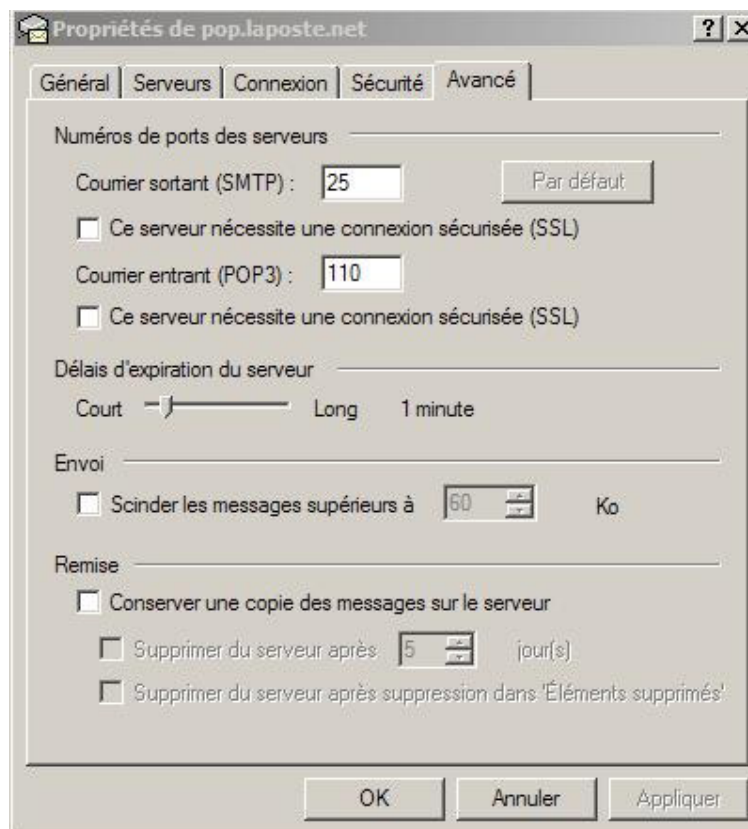 Propriétés de pop.laposte.net
Général Serveurs Connexion Sécurité Avancé
Numéros de ports des serveurs
Courrier sortant (SMTP) : 25 Par défaut
Ce serveur nécessite une connexion sécurisée (SSL)
Courrier entrant (POP3) : 110
Ce serveur nécessite une connexion sécurisée (SSL)
Délais d'expiration du serveur
Court Long 1 minute
Envoi
Scinder les messages supérieurs à 60 Ko
Remise
Conserver une copie des messages sur le serveur
Supprimer du serveur après 5 jour(s)
Supprimer du serveur après suppression dans 'Éléments supprimés'
OK Annuler Appliquer